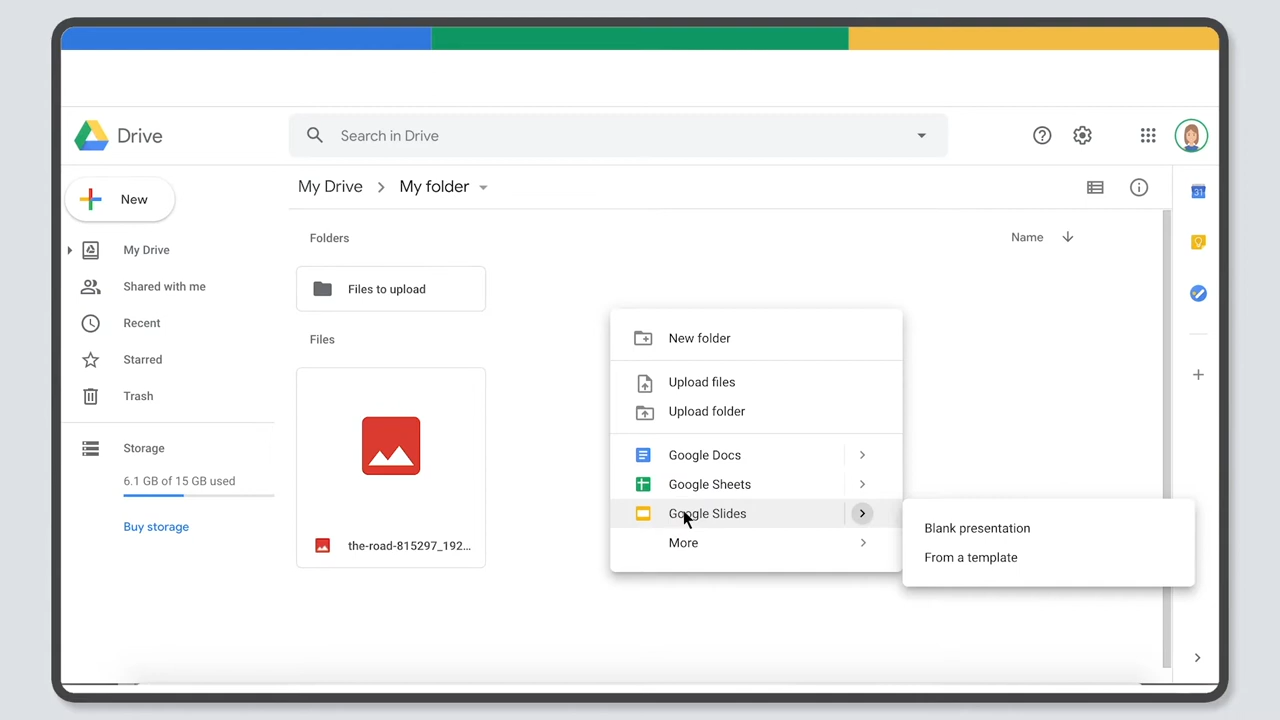 Drive
Search in Drive
New
My Drive
Shared with me
Recent
Starred
Trash
Storage
6.1 GB of 15 GB used
Buy storage
My Drive > My folder
Folders
Name
Files to upload
Files
the-road-815297_192...
New folder
Upload files
Upload folder
Google Docs
Google Sheets
Google Slides
More
Blank presentation
From a template
31